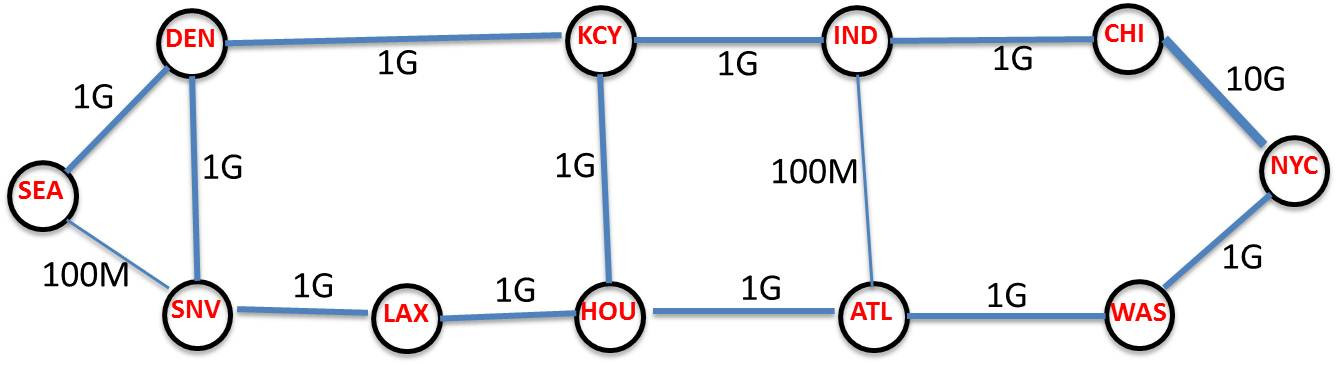 DEN
KCY
IND
CHI
1G
1G
1G
1G
10G
1G
1G
100M
SEA
NYC
100M
1G
1G
1G
1G
1G
SNV
LAX
HOU
ATL
WAS